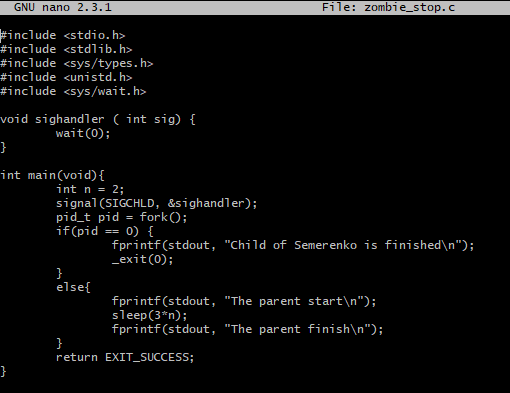 GNU nano 2.3.1 File: zombie_stop.c
#include <stdio.h>
#include <stdlib.h>
#include <sys/types.h>
#include <unistd.h>
#include <sys/wait.h>
void sighandler ( int sig) {
wait(0);
}
int main(void){
int n = 2;
signal(SIGCHLD, &sighandler);
pid_t pid = fork();
if(pid == 0) {
fprintf(stdout, "Child of Semerenko is finished\n");
_exit(0);
}
else{
fprintf(stdout, "The parent start\n");
sleep(3*n);
fprintf(stdout, "The parent finish\n");
}
return EXIT_SUCCESS;
}